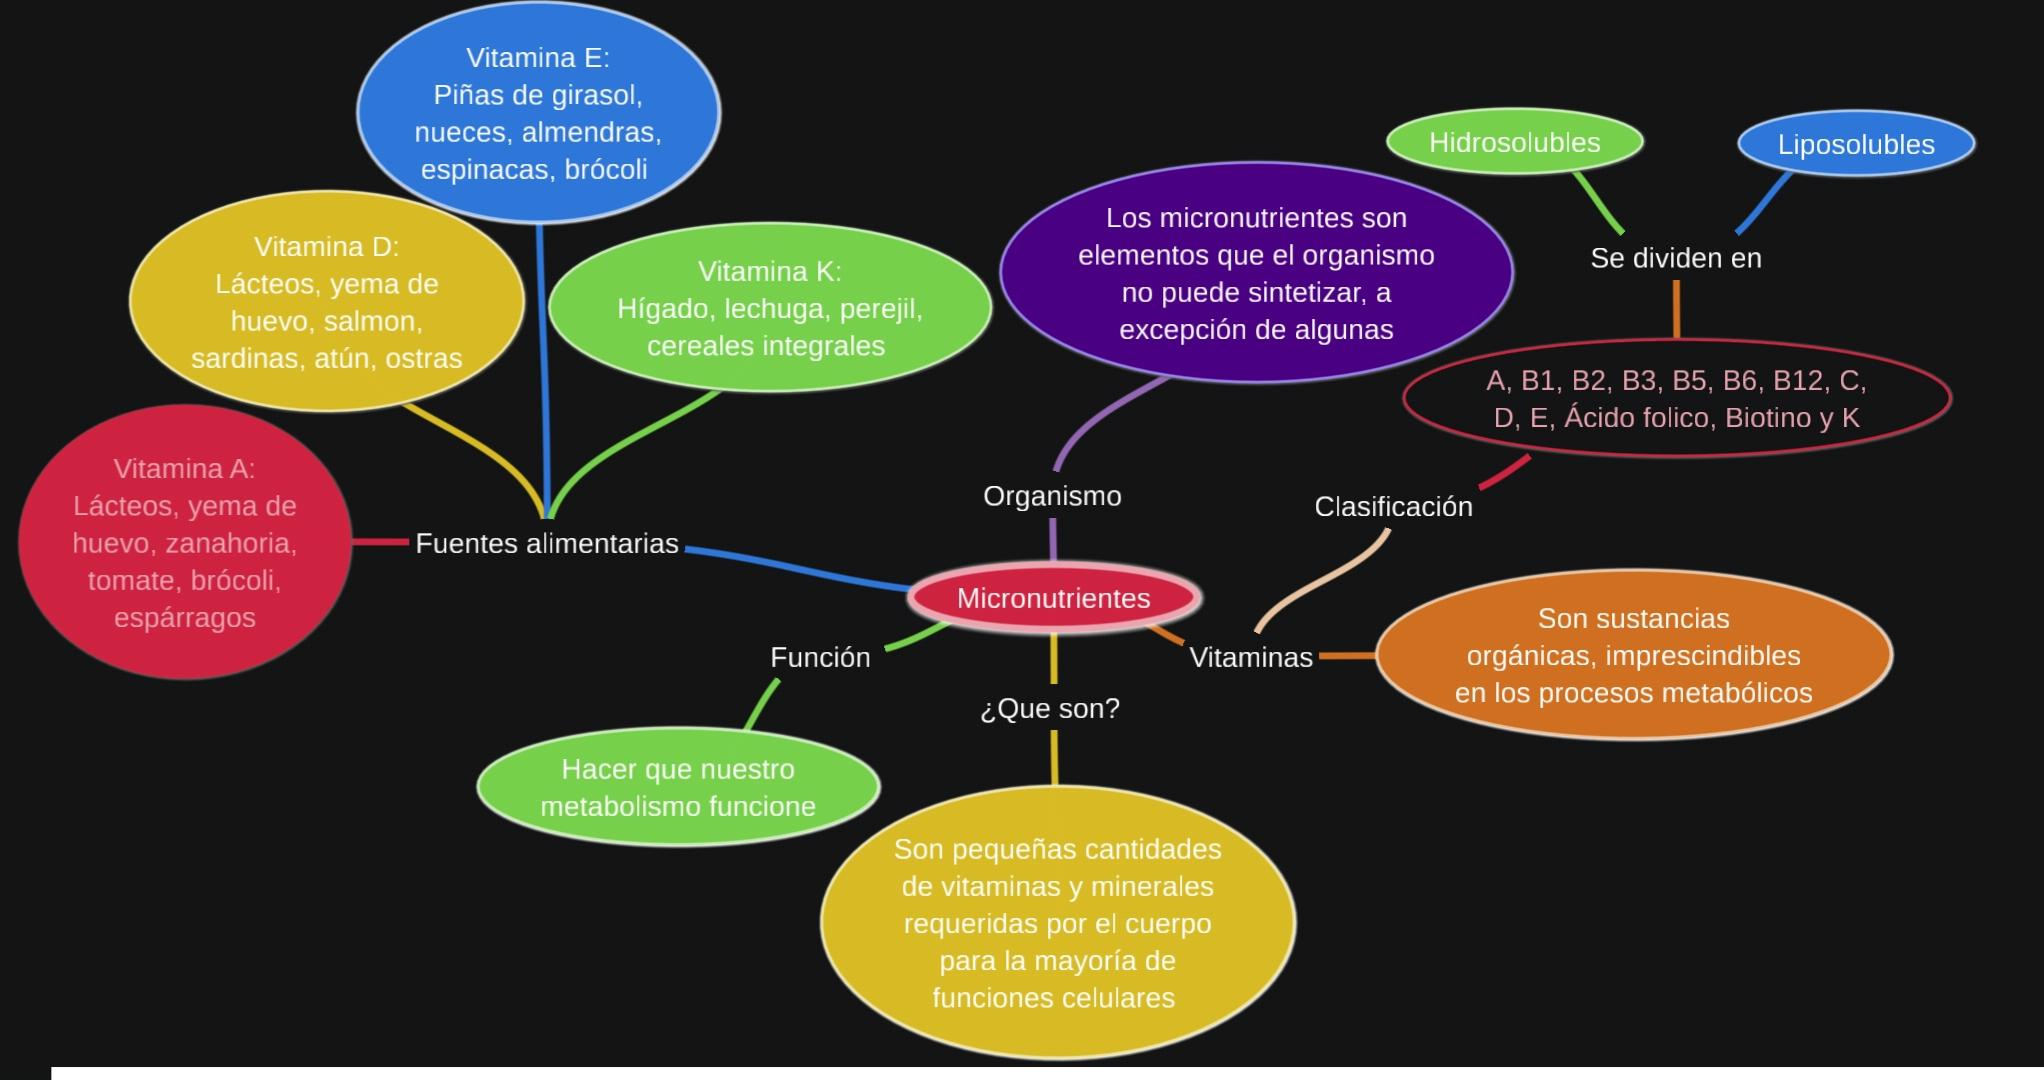 Vitamina E:
Piñas de girasol,
nueces, almendras,
espinacas, brócoli
Vitamina D:
Lácteos, yema de
huevo, salmon,
sardinas, atún, ostras
Vitamina K:
Hígado, lechuga, perejil,
cereales integrales
Vitamina A:
Lácteos, yema de
huevo, zanahoria,
tomate, brócoli,
espárragos
Fuentes alimentarias
Los micronutrientes son
elementos que el organismo
no puede sintetizar, a
excepción de algunas
Organismo
Hidrosolubles
Liposolubles
Se dividen en
A, B1, B2, B3, B5, B6, B12, C,
D, E, Ácido folico, Biotino y K
Clasificación
Micronutrientes
Vitaminas
Son sustancias
orgánicas, imprescindibles
en los procesos metabólicos
Función
Hacer que nuestro
metabolismo funcione
¿Que son?
Son pequeñas cantidades
de vitaminas y minerales
requeridas por el cuerpo
para la mayoría de
funciones celulares